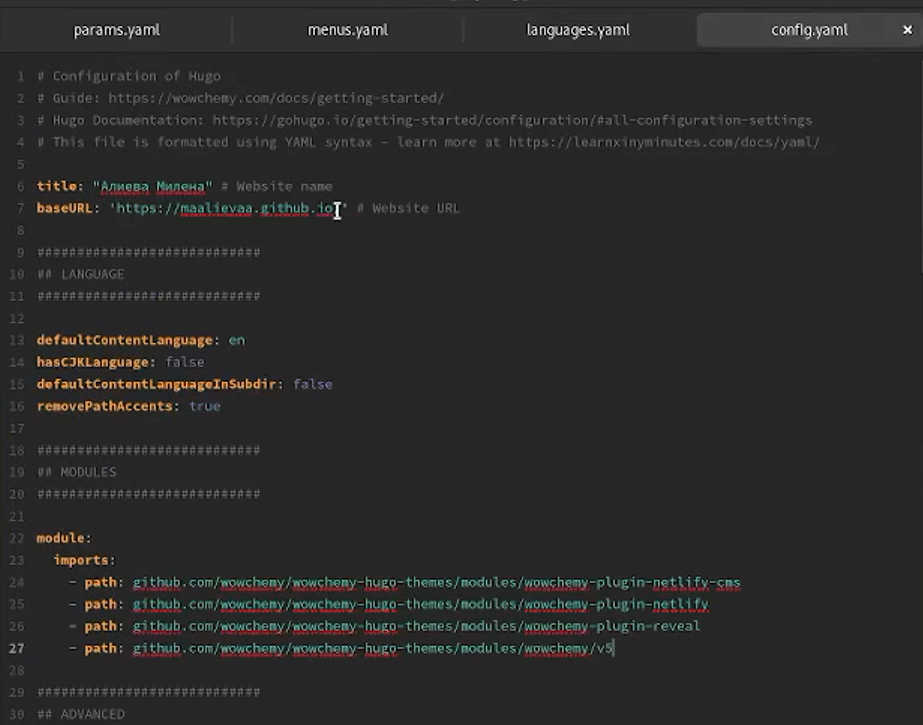 params.yaml menus.yaml languages.yaml config.yaml ×
1 # Configuration of Hugo
2 # Guide: https://wowchemy.com/docs/getting-started/
3 # Hugo Documentation: https://gohugo.io/getting-started/configuration/#all-configuration-settings
4 # This file is formatted using YAML syntax - learn more at https://learnxinyminutes.com/docs/yaml/
5
6 title: "Алиева Милена" # Website name
7 baseURL: 'https://maalievaa.github.io/' # Website URL
8
9 ############################
10 ## LANGUAGE
11 ############################
12
13 defaultContentLanguage: en
14 hasCJKLanguage: false
15 defaultContentLanguageInSubdir: false
16 removePathAccents: true
17
18 ############################
19 ## MODULES
20 ############################
21
22 module:
23 imports:
24 - path: github.com/wowchemy/wowchemy-hugo-themes/modules/wowchemy-plugin-netlify-cms
25 - path: github.com/wowchemy/wowchemy-hugo-themes/modules/wowchemy-plugin-netlify
26 - path: github.com/wowchemy/wowchemy-hugo-themes/modules/wowchemy-plugin-reveal
27 - path: github.com/wowchemy/wowchemy-hugo-themes/modules/wowchemy/v5
28
29 ############################
30 ## ADVANCED